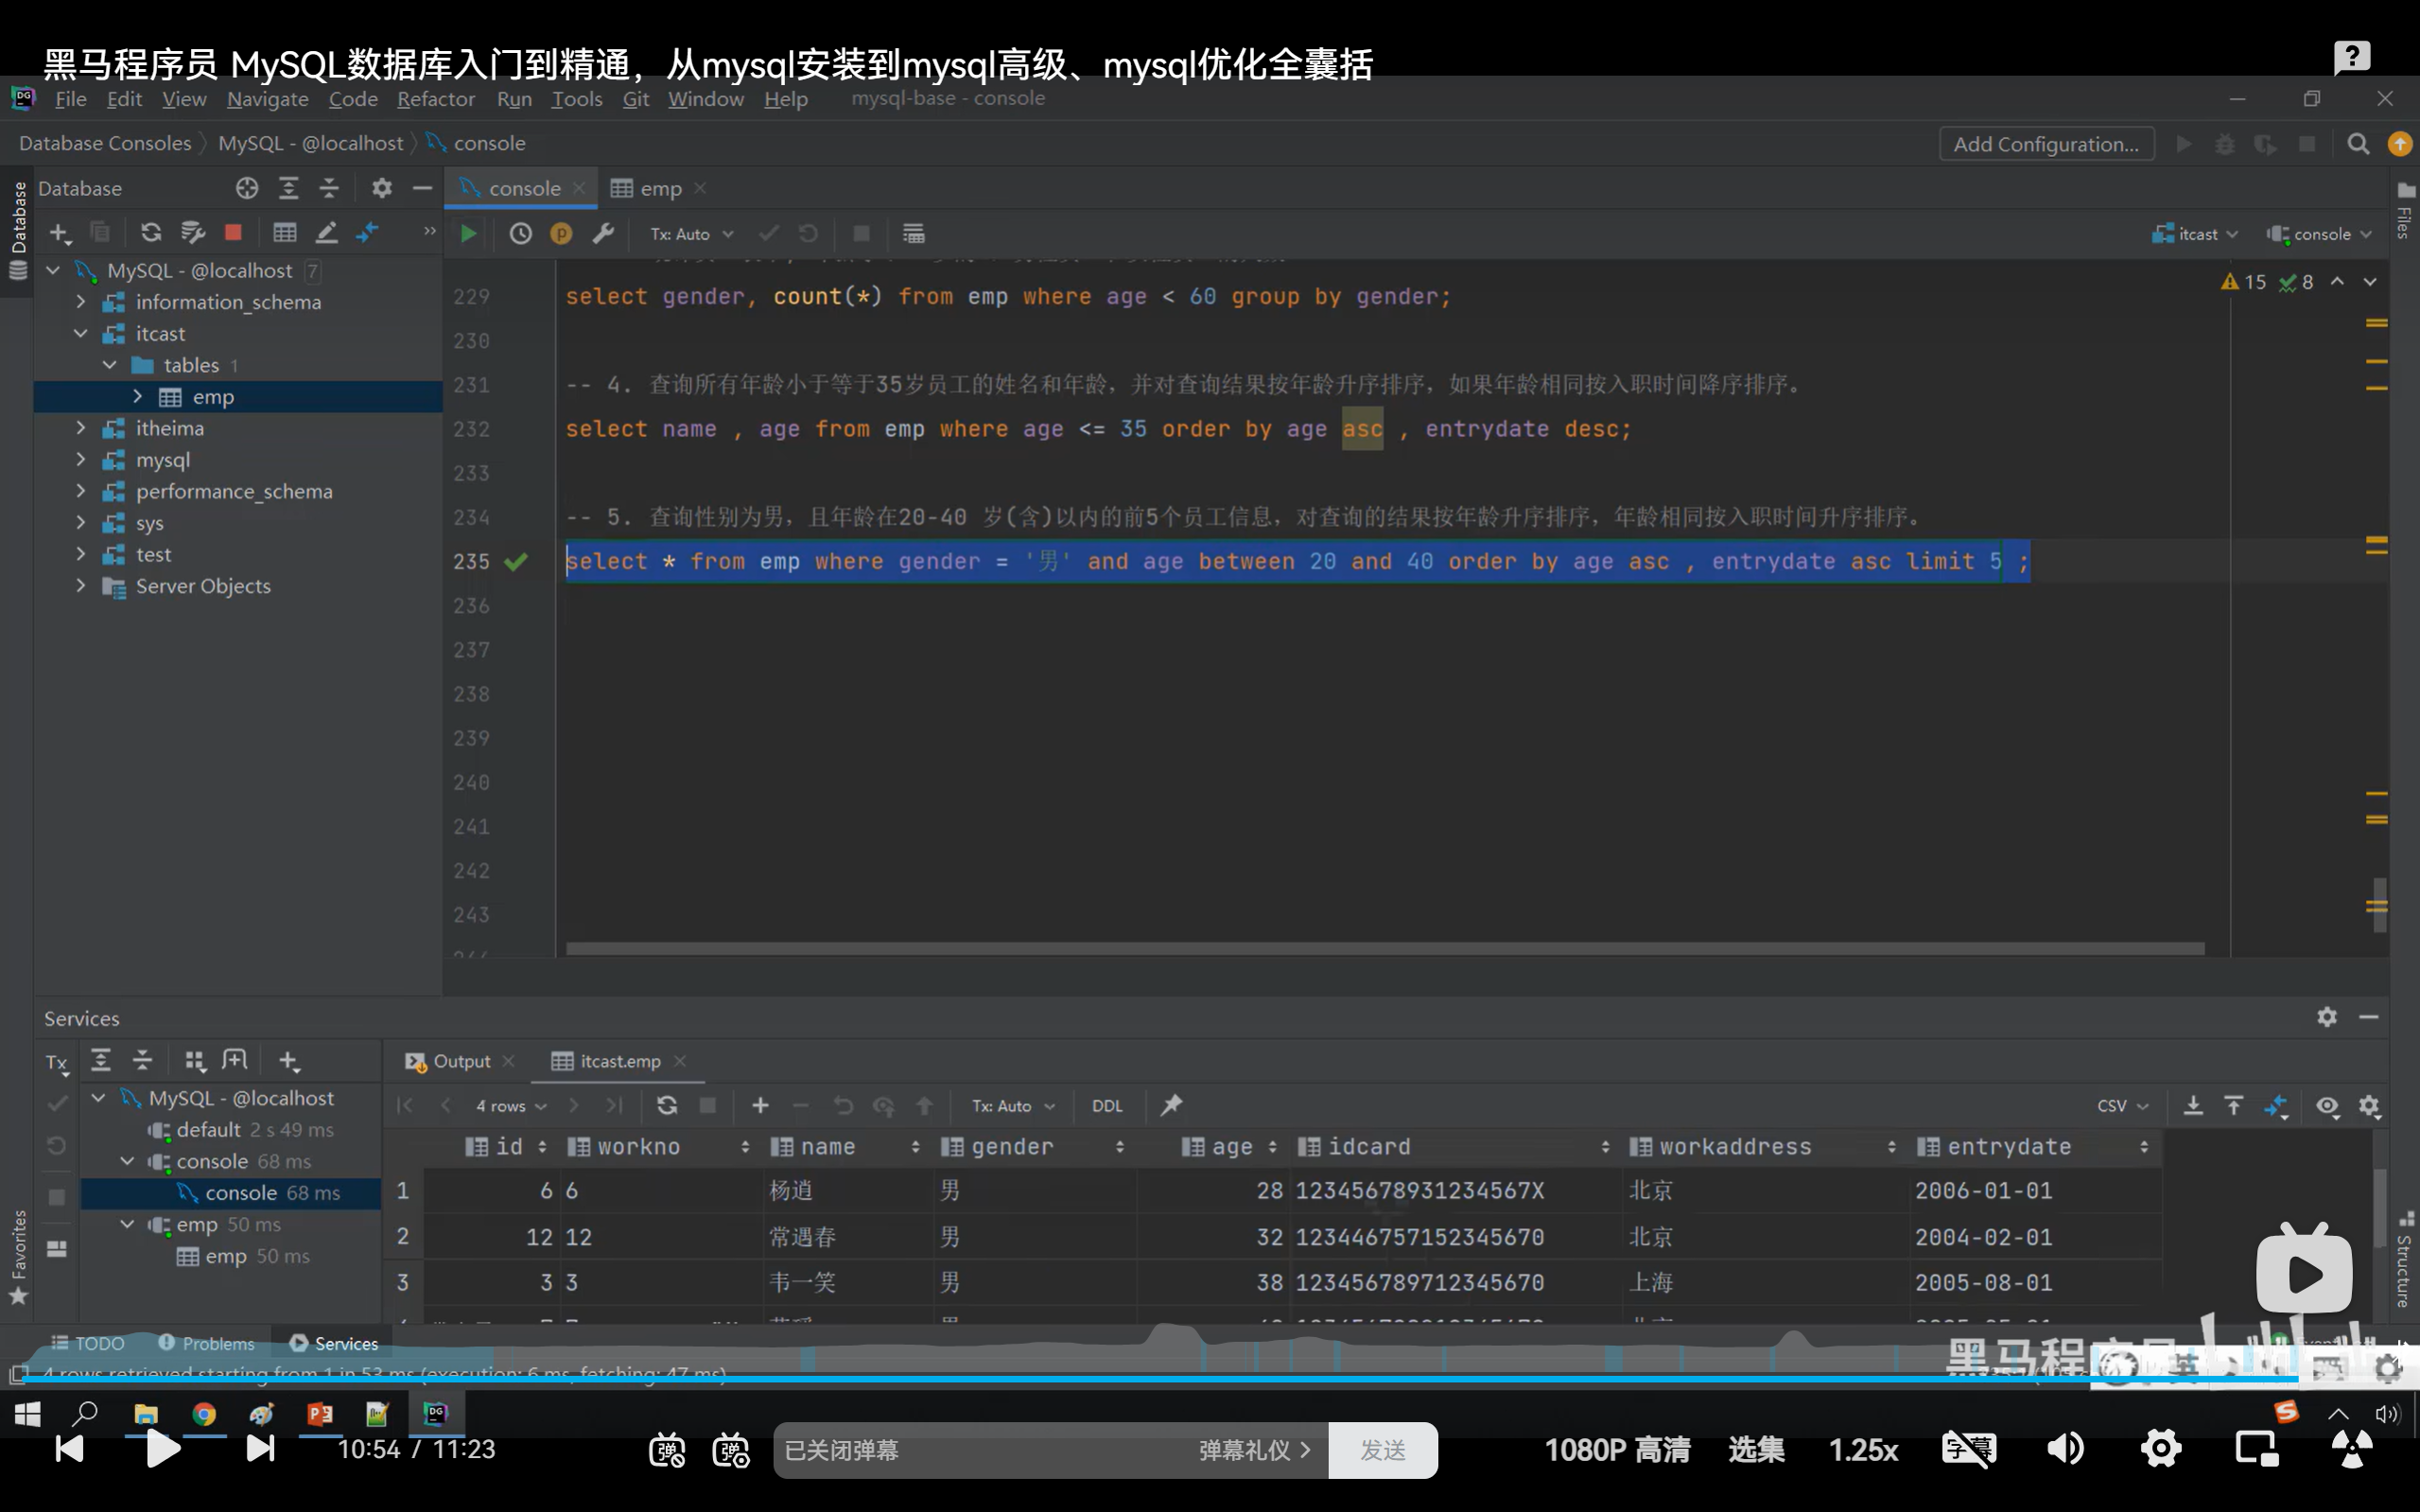 黑马程序员 MySQL数据库入门到精通，从mysql安装到mysql高级、mysql优化全囊括
File Edit View Navigate Code Refactor Run Tools Git Window Help mysql-base - console
Database Consoles MySQL - @localhost console Add Configuration...
Database console emp
Tx: Auto itcast console
Database
Files
MySQL - @localhost 7
information_schema
itcast
tables 1
emp
itheima
mysql
performance_schema
sys
test
Server Objects
15 8
229 select gender, count(*) from emp where age < 60 group by gender;
230
231 -- 4. 查询所有年龄小于等于35岁员工的姓名和年龄，并对查询结果按年龄升序排序，如果年龄相同按入职时间降序排序。
232 select name , age from emp where age <= 35 order by age asc , entrydate desc;
233
234 -- 5. 查询性别为男，且年龄在20-40 岁(含)以内的前5个员工信息，对查询的结果按年龄升序排序，年龄相同按入职时间升序排序。
235 select * from emp where gender = '男' and age between 20 and 40 order by age asc , entrydate asc limit 5 ;
236
237
238
239
240
241
242
243
Services
Tx
MySQL - @localhost
default 2 s 49 ms
console 68 ms
console 68 ms
emp 50 ms
emp 50 ms
Output itcast.emp
4 rows Tx: Auto DDL CSV
id workno name gender age idcard workaddress entrydate
1 6 6 杨逍 男 28 12345678931234567X 北京 2006-01-01
2 12 12 常遇春 男 32 123446757152345670 北京 2004-02-01
3 3 3 韦一笑 男 38 123456789712345670 上海 2005-08-01
Favorites
Structure
TODO Problems Services
4 rows retrieved starting from 1 in 53 ms (execution: 6 ms, fetching: 47 ms)
黑马程序员
英
10:54 / 11:23 已关闭弹幕 弹幕礼仪 发送 1080P 高清 选集 1.25x 字幕